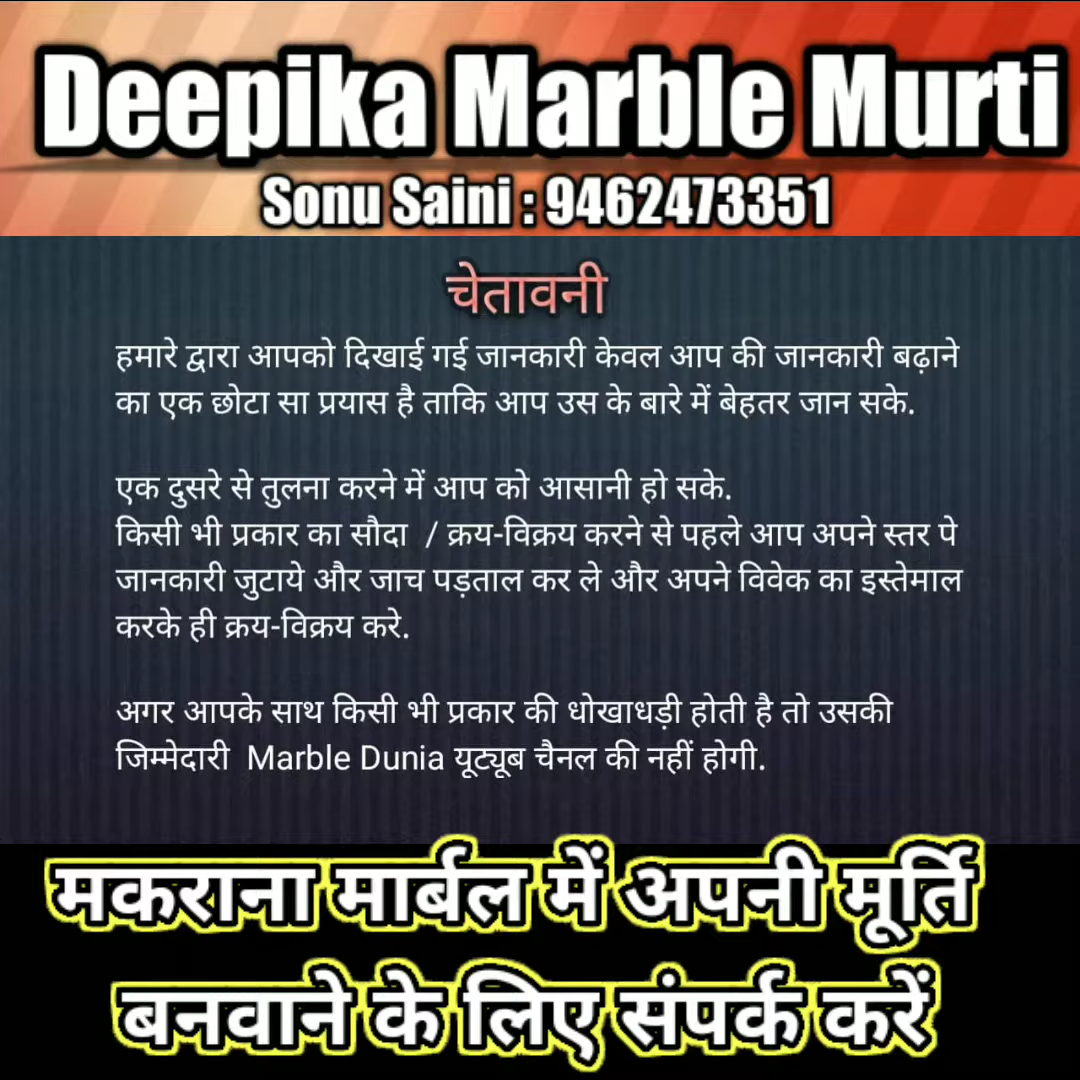 Deepika Marble Murti
Sonu Saini : 9462473351
चेतावनी
हमारे द्वारा आपको दिखाई गई जानकारी केवल आप की जानकारी बढ़ाने
का एक छोटा सा प्रयास है ताकि आप उस के बारे में बेहतर जान सके.
एक दुसरे से तुलना करने में आप को आसानी हो सके.
किसी भी प्रकार का सौदा / क्रय-विक्रय करने से पहले आप अपने स्तर पे
जानकारी जुटाये और जाच पड़ताल कर ले और अपने विवेक का इस्तेमाल
करके ही क्रय-विक्रय करे.
अगर आपके साथ किसी भी प्रकार की धोखाधड़ी होती है तो उसकी
जिम्मेदारी Marble Dunia यूट्यूब चैनल की नहीं होगी.
मकराना मार्बल में अपनी मूर्ति
बनवाने के लिए संपर्क करें